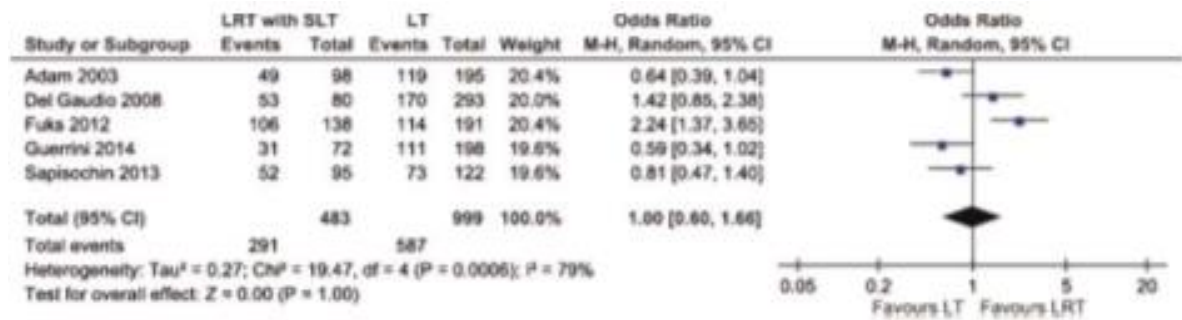 LRT with SLT LT Odds Ratio Odds Ratio
Study or Subgroup Events Total Events Total Weight M-H, Random, 95% CI M-H, Random, 95% CI
Adam 2003 49 98 119 195 20.4% 0.64 [0.39, 1.04]
Del Gaudio 2008 53 80 170 293 20.0% 1.42 [0.85, 2.38]
Fuks 2012 106 138 114 191 20.4% 2.24 [1.37, 3.65]
Guerrini 2014 31 72 111 198 19.6% 0.59 [0.34, 1.02]
Sapisochin 2013 52 95 73 122 19.6% 0.81 [0.47, 1.40]
Total (95% CI) 483 999 100.0% 1.00 [0.60, 1.66]
Total events 291 587
Heterogeneity: Tau² = 0.27; Chi² = 19.47, df = 4 (P = 0.0006); I² = 79%
Test for overall effect: Z = 0.00 (P = 1.00)
0.05 0.2 1 5 20
Favours LT Favours LRT